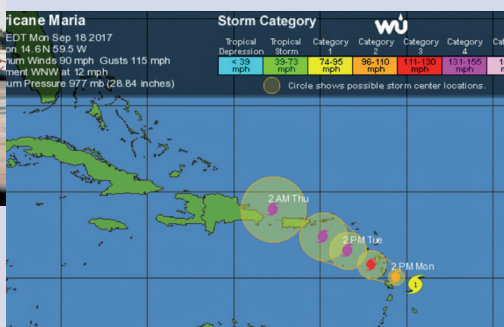 ricane Maria
EDT Mon Sep 18 2017
on 14.6 N 59.5 W
um Winds 90 mph Gusts 115 mph
ment WNW at 12 mph
um Pressure 977 mb (28.84 inches)
Storm Category
wu
Tropical Depression
Tropical Storm
Category 1
Category 2
Category 3
Category 4
< 39 mph
39-73 mph
74-95 mph
96-110 mph
111-130 mph
131-155 mph
Circle shows possible storm center locations.
2 AM Thu
2 PM Tue
2 PM Mon
1